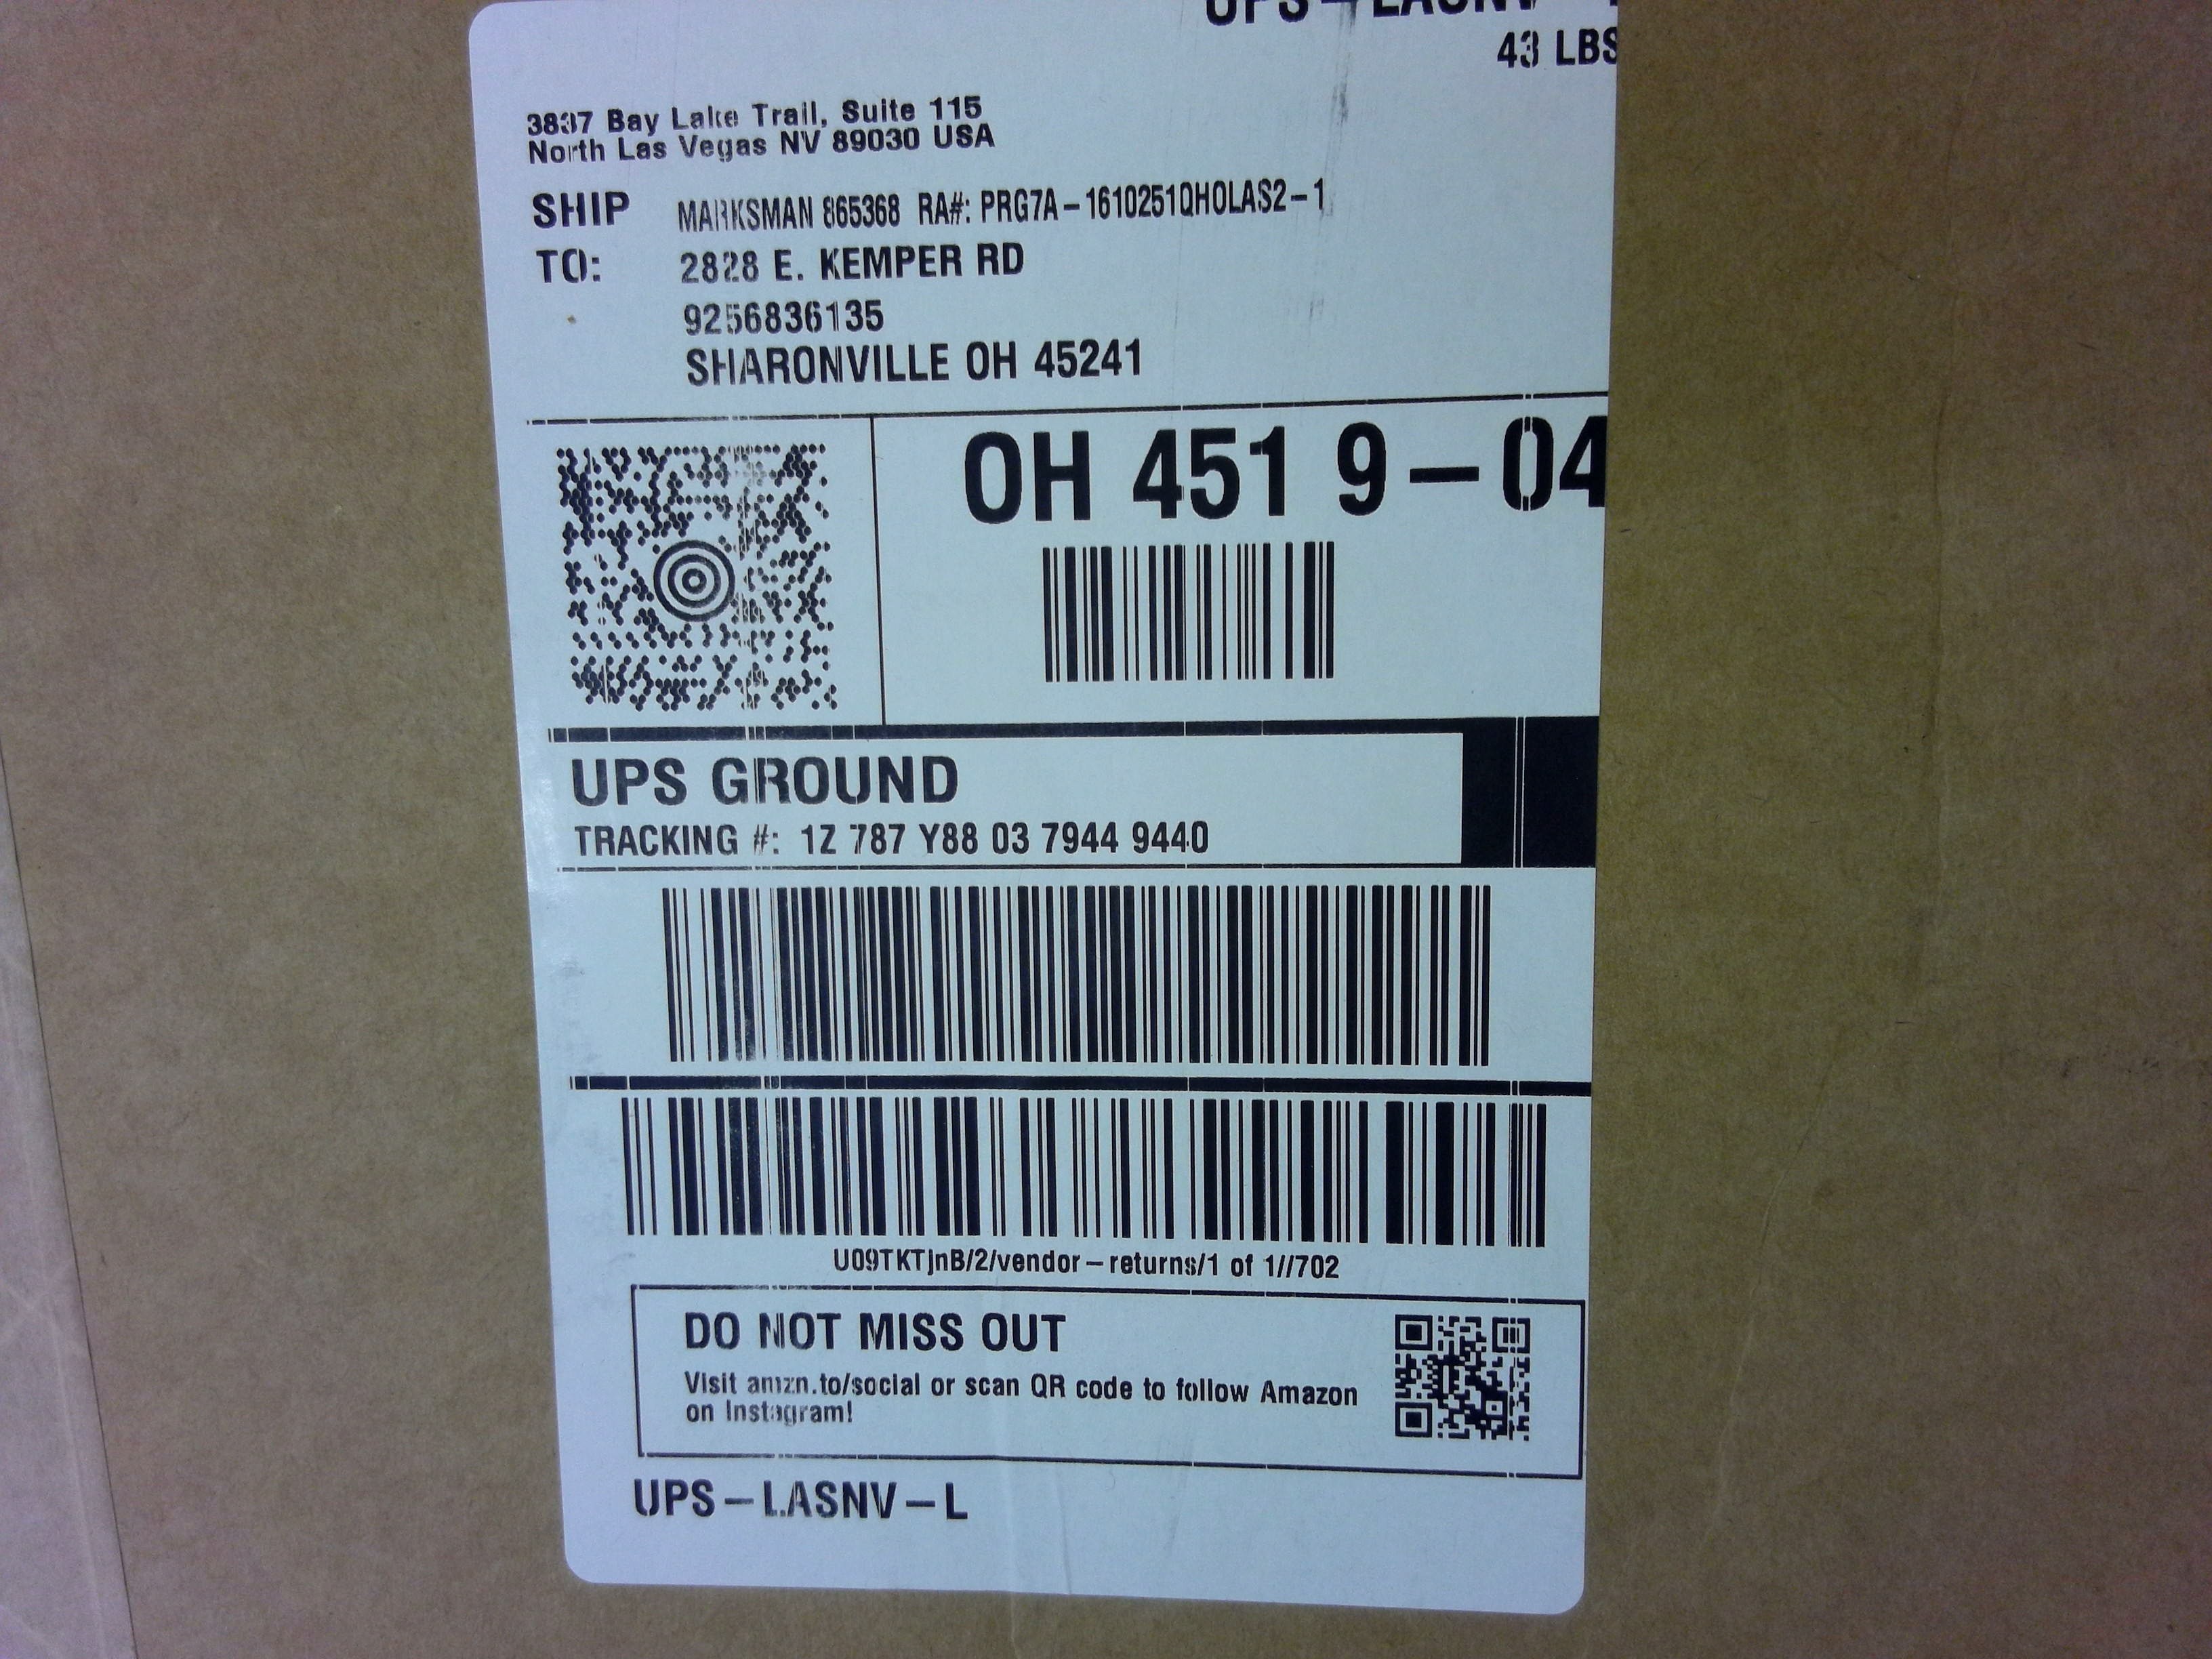 43 LBS
3837 Bay Lake Trail, Suite 115
North Las Vegas NV 89030 USA
SHIP TO: MARKSMAN 865368 RA#: PRG7A-1610251QHOLAS2-1
2828 E. KEMPER RD
9256836135
SHARONVILLE OH 45241
OH 451 9-04
UPS GROUND
TRACKING #: 1Z 787 Y88 03 7944 9440
U09TKTjnB/2/vendor-returns/1 of 1//702
DO NOT MISS OUT
Visit amzn.to/social or scan QR code to follow Amazon
on Instagram!
UPS-LASNV-L